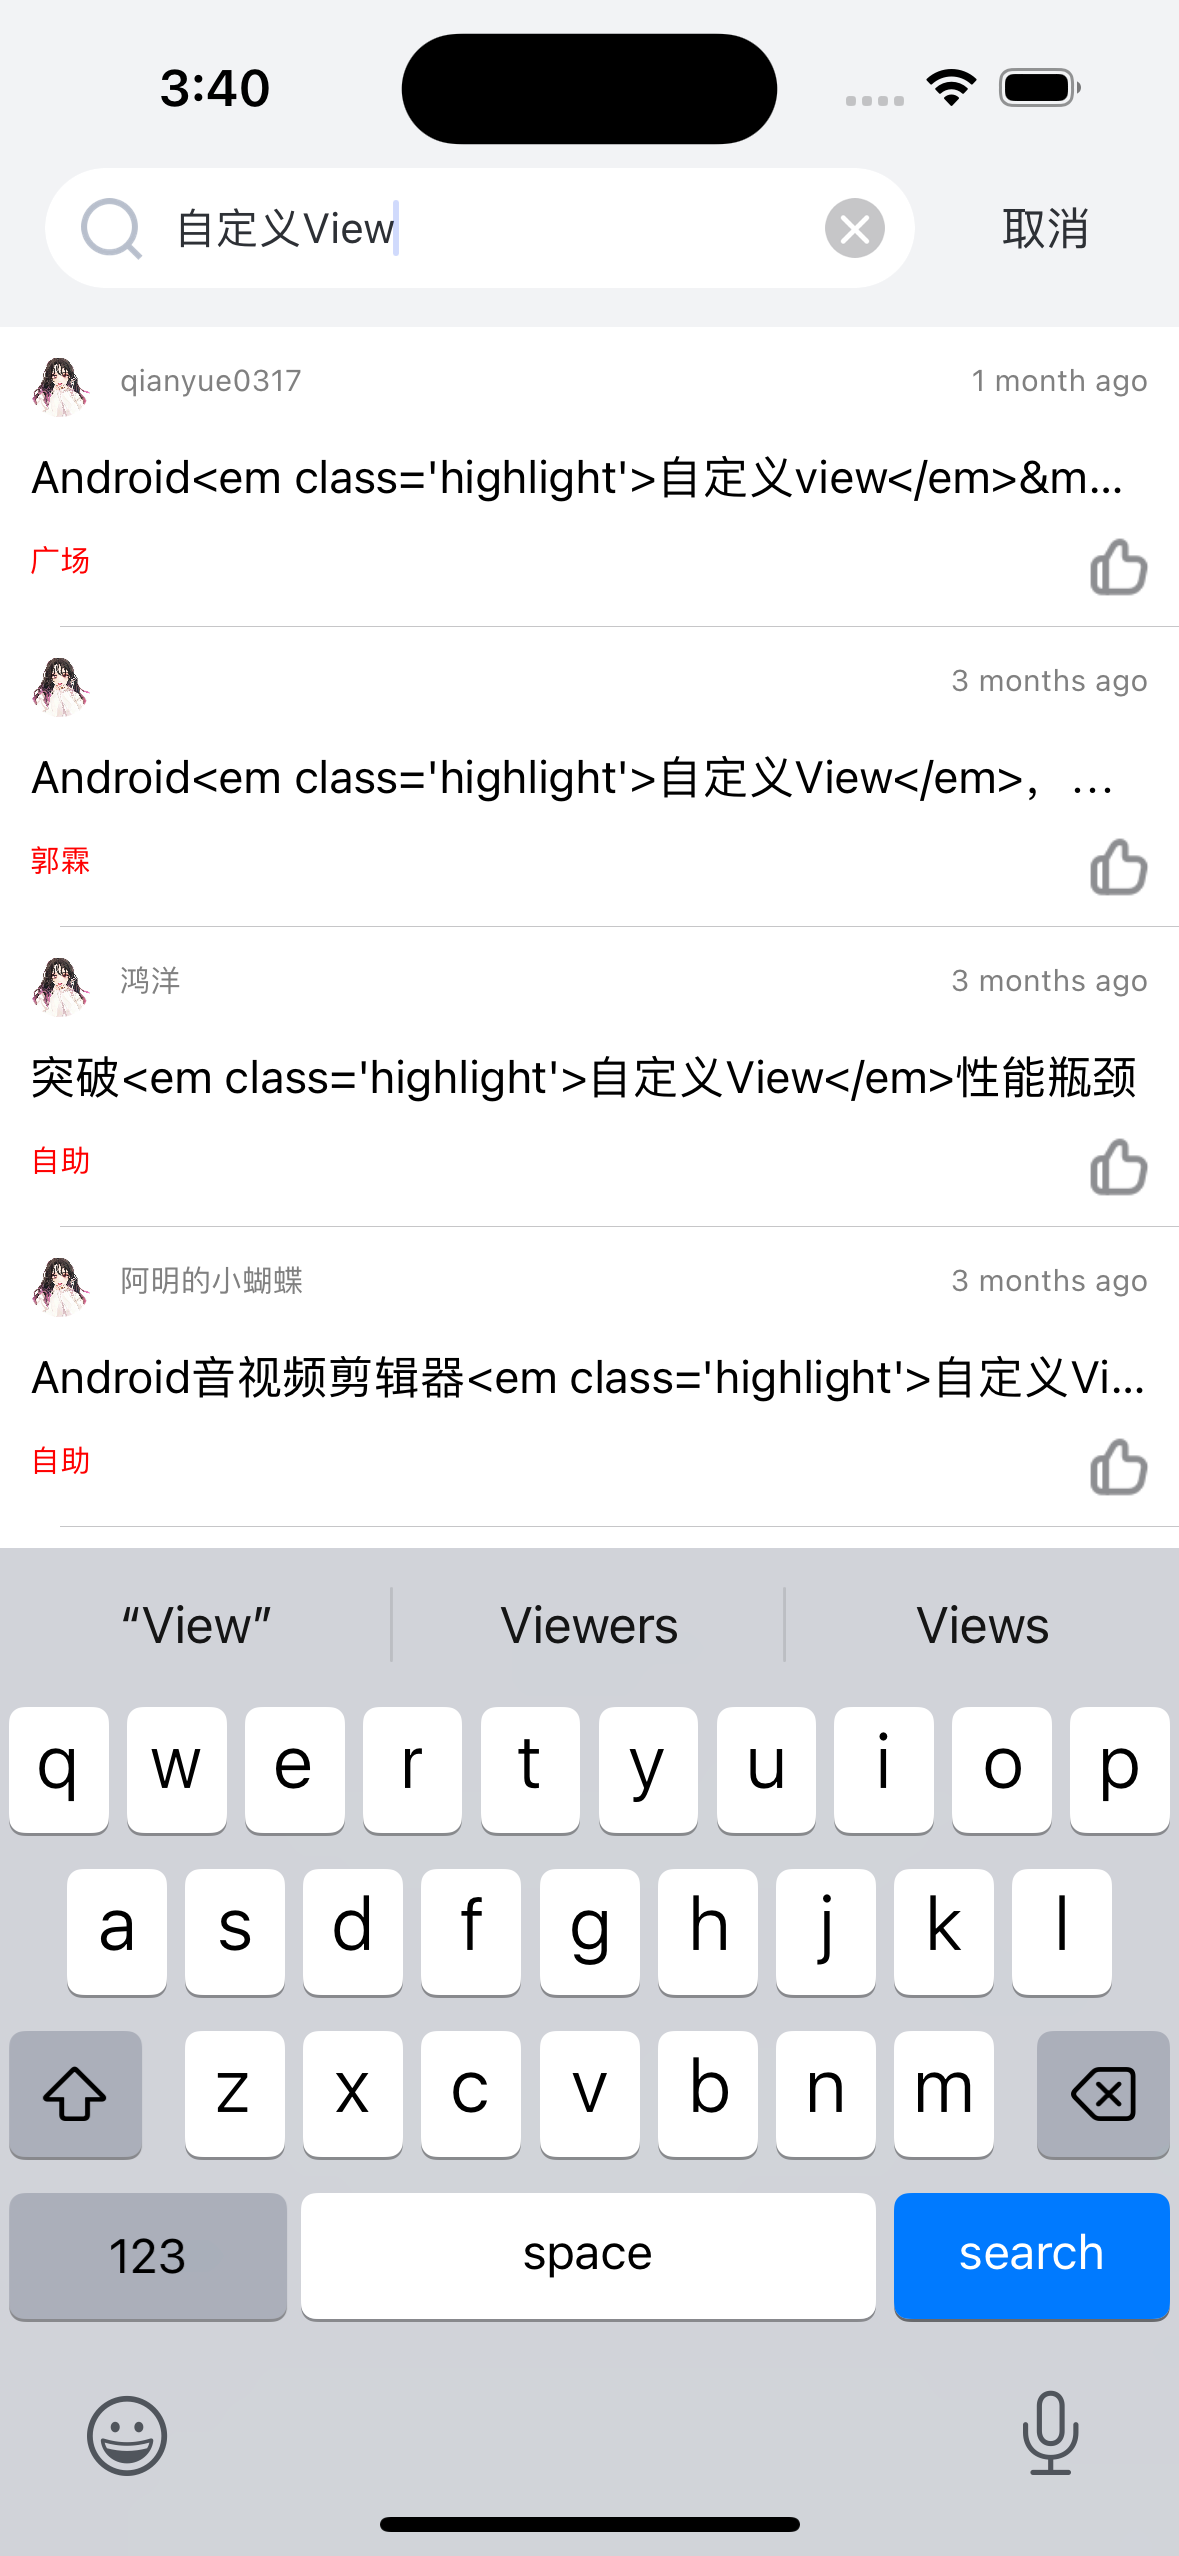 3:40
自定义View
取消
qianyue0317
1 month ago
Android<em class='highlight'>自定义view</em>&m...
广场
3 months ago
Android<em class='highlight'>自定义View</em>，...
郭霖
鸿洋
3 months ago
突破<em class='highlight'>自定义View</em>性能瓶颈
自助
阿明的小蝴蝶
3 months ago
Android音视频剪辑器<em class='highlight'>自定义Vi...
自助
“View”
Viewers
Views
q w e r t y u i o p
a s d f g h j k l
z x c v b n m
123
space
search